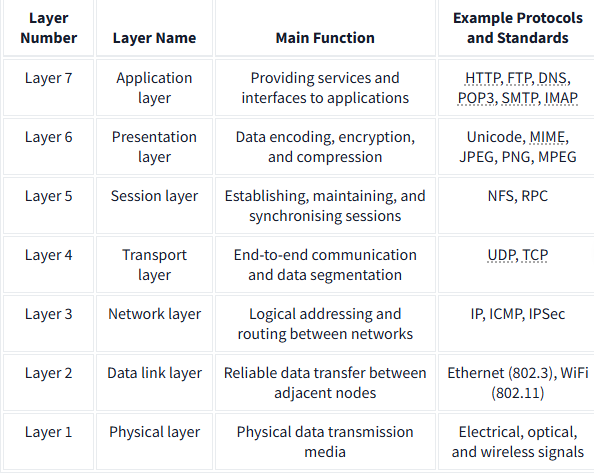 Layer Number | Layer Name | Main Function | Example Protocols and Standards
Layer 7 | Application layer | Providing services and interfaces to applications | HTTP, FTP, DNS, POP3, SMTP, IMAP
Layer 6 | Presentation layer | Data encoding, encryption, and compression | Unicode, MIME, JPEG, PNG, MPEG
Layer 5 | Session layer | Establishing, maintaining, and synchronising sessions | NFS, RPC
Layer 4 | Transport layer | End-to-end communication and data segmentation | UDP, TCP
Layer 3 | Network layer | Logical addressing and routing between networks | IP, ICMP, IPSec
Layer 2 | Data link layer | Reliable data transfer between adjacent nodes | Ethernet (802.3), WiFi (802.11)
Layer 1 | Physical layer | Physical data transmission media | Electrical, optical, and wireless signals